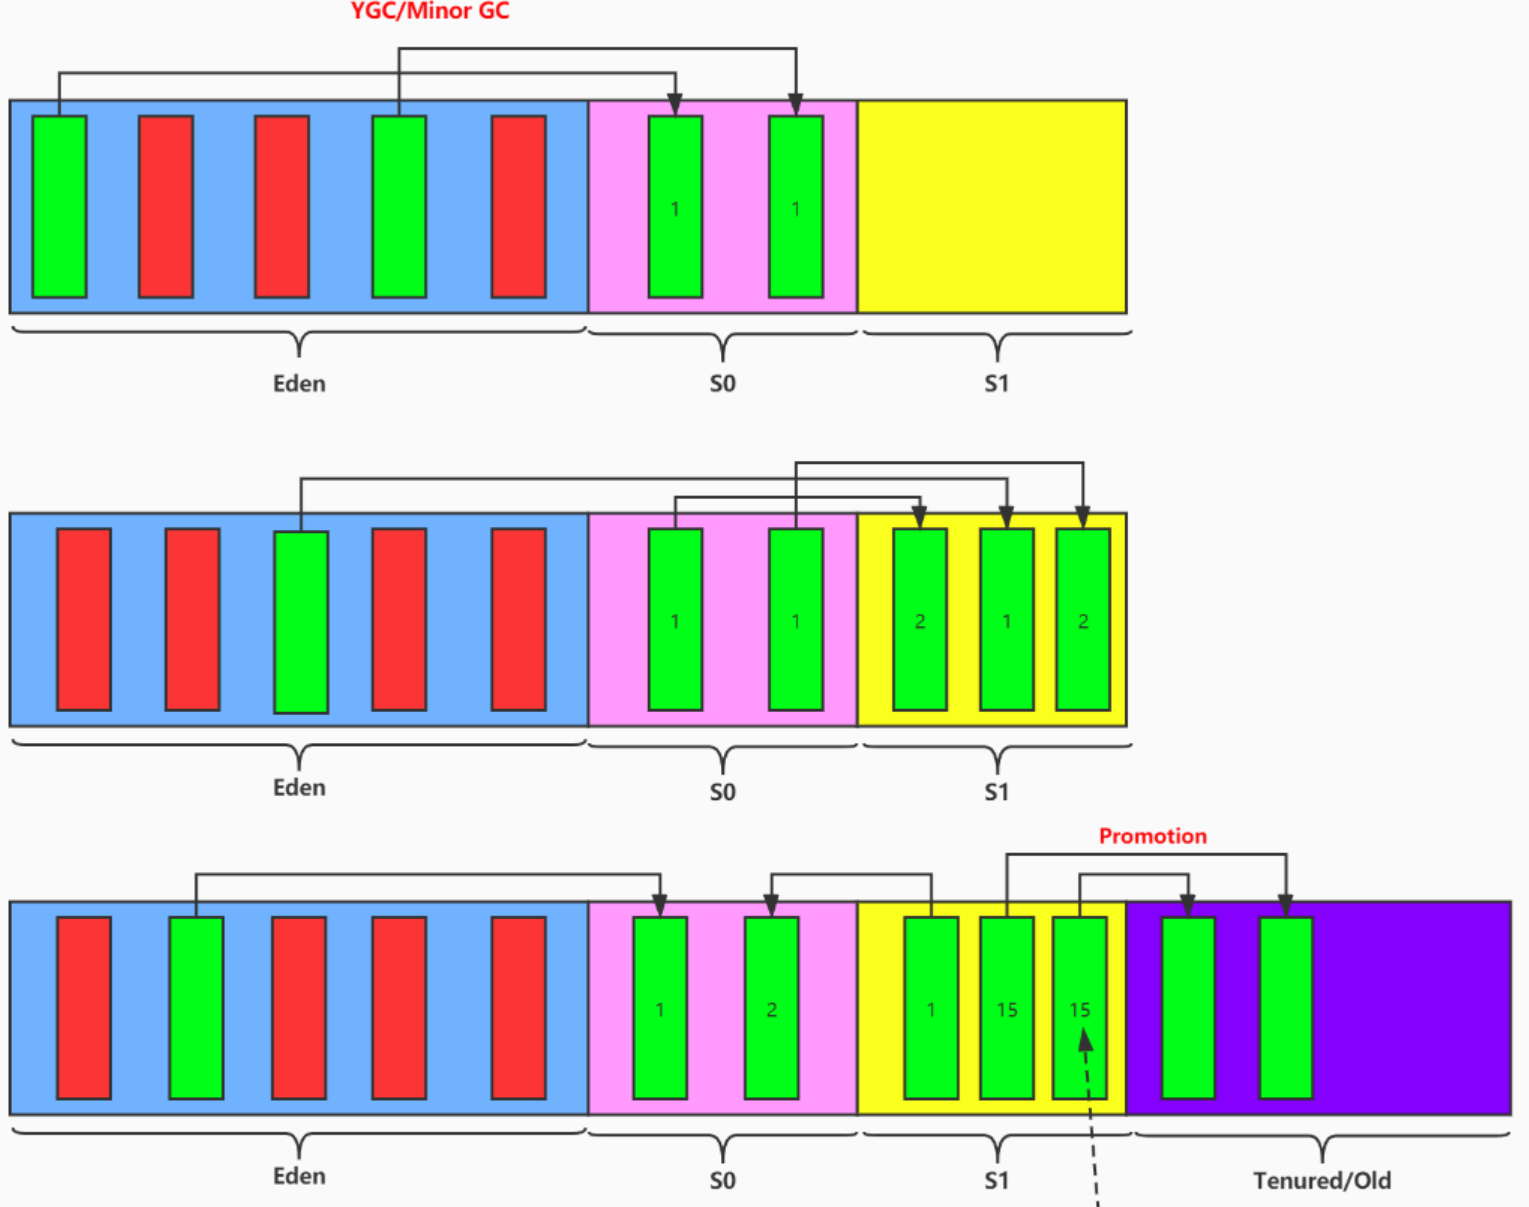 YGC/Minor GC
1 1
Eden S0 S1
1 1 2 1 2
Eden S0 S1
Promotion
1 2 1 15 15
Eden S0 S1 Tenured/Old